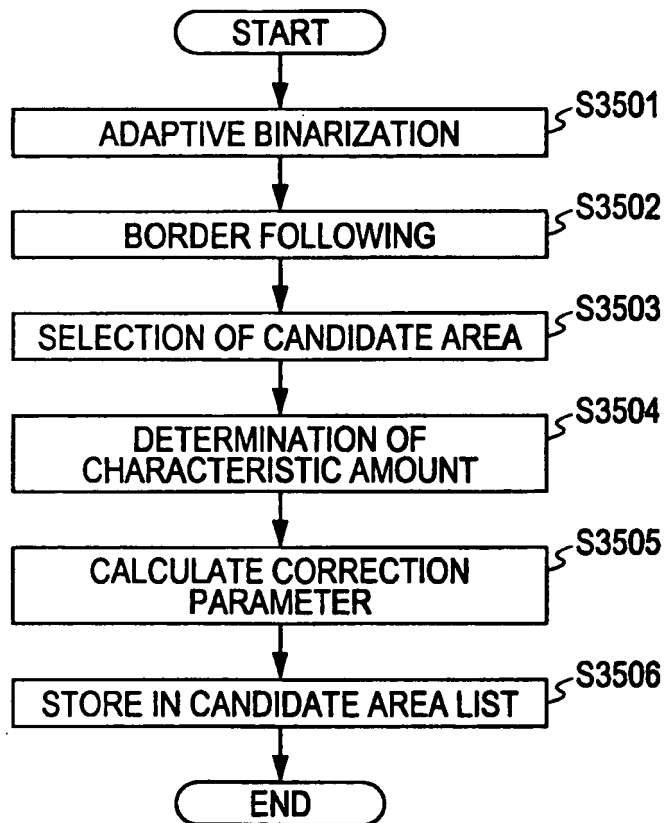 START
ADAPTIVE BINARIZATION
S3501
BORDER FOLLOWING
S3502
SELECTION OF CANDIDATE AREA
S3503
DETERMINATION OF
CHARACTERISTIC AMOUNT
S3504
CALCULATE CORRECTION
PARAMETER
S3505
STORE IN CANDIDATE AREA LIST
S3506
END